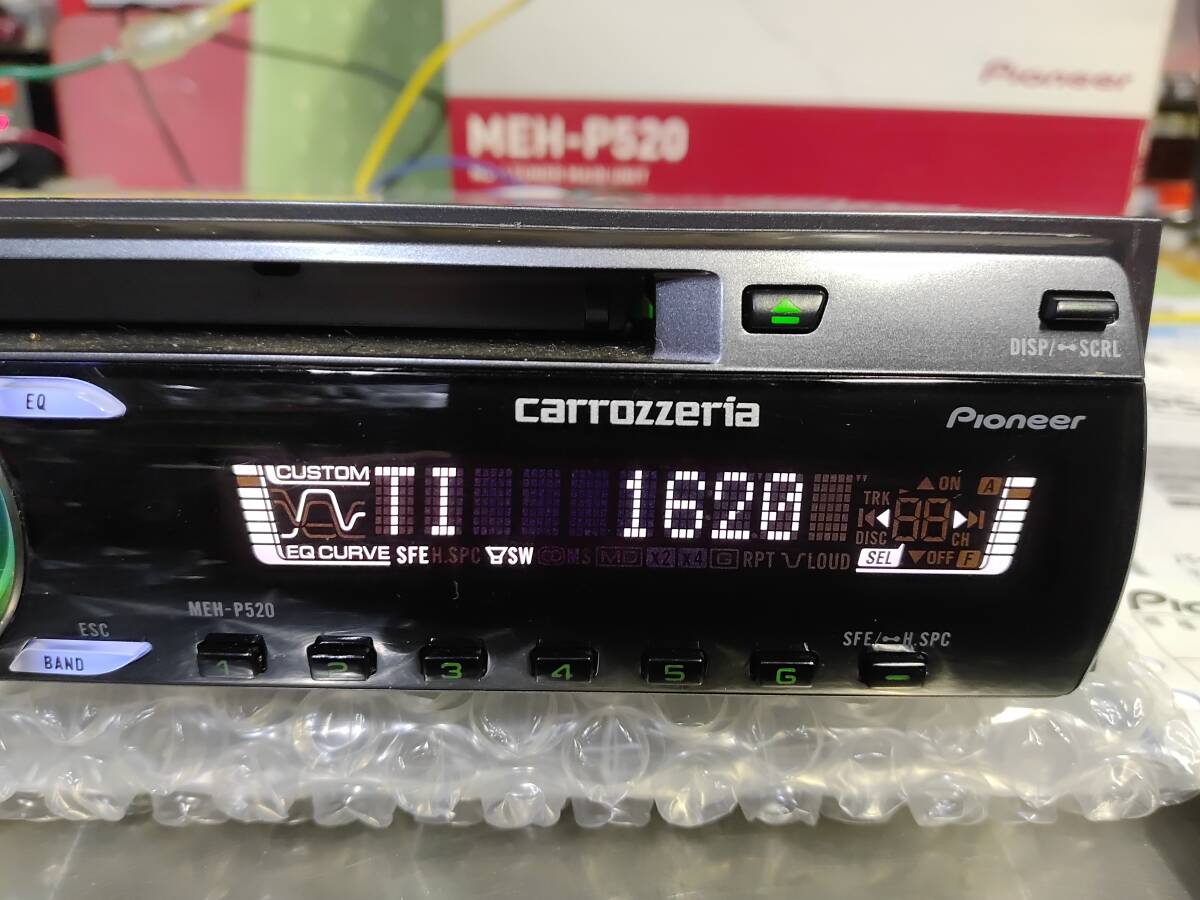 Pioneer
MEH-P520
DISP/ SCRL
EQ
carrozzeria
Pioneer
CUSTOM
TI 1620
TRK
ON A
DISC
88
CH
EQ CURVE SFE H.SPC SW MS MD X2 X4 G RPT LOUD
SEL OFF F
MEH-P520
ESC
BAND
SFE/ H.SPC
1 2 3 4 5 6